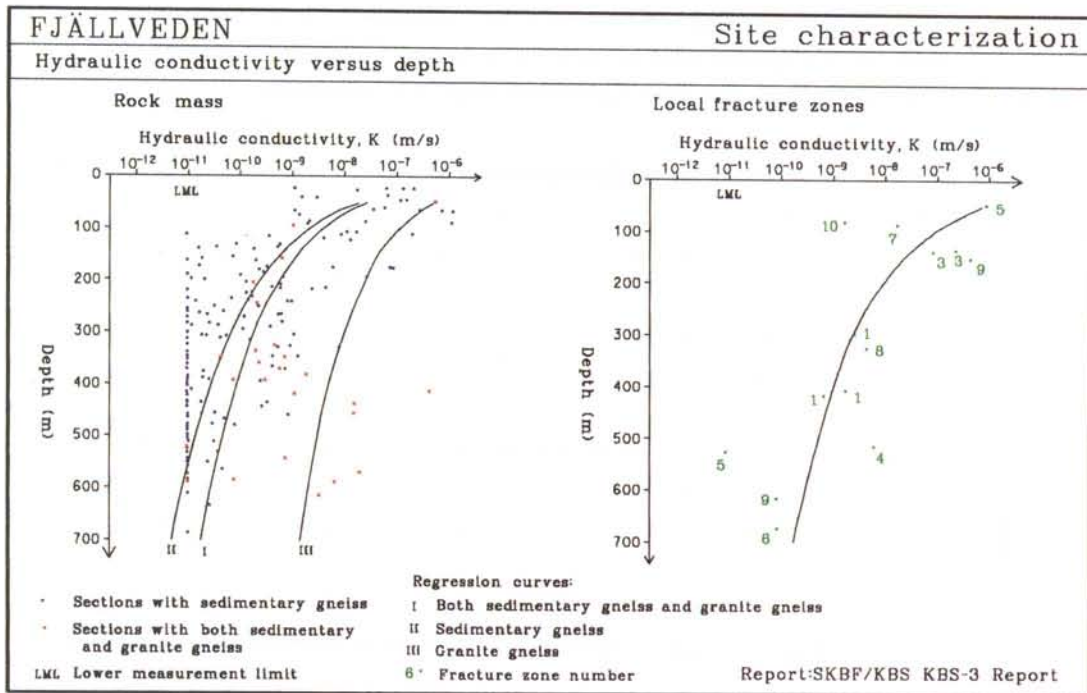 FJÄLLVEDEN
Site characterization
Hydraulic conductivity versus depth
Rock mass
Hydraulic conductivity, K (m/s)
10-12 10-11 10-10 10-9 10-8 10-7 10-6
LML
0
100
200
300
400
500
600
700
Depth (m)
II I III
Local fracture zones
Hydraulic conductivity, K (m/s)
10-12 10-11 10-10 10-9 10-8 10-7 10-6
LML
0
100
200
300
400
500
600
700
Depth (m)
5
10
7
3 3 9
1
8
1 1
4
5
9
6
Sections with sedimentary gneiss
Sections with both sedimentary
and granite gneiss
LML Lower measurement limit
Regression curves:
I Both sedimentary gneiss and granite gneiss
II Sedimentary gneiss
III Granite gneiss
6 Fracture zone number
Report:SKBF/KBS KBS-3 Report